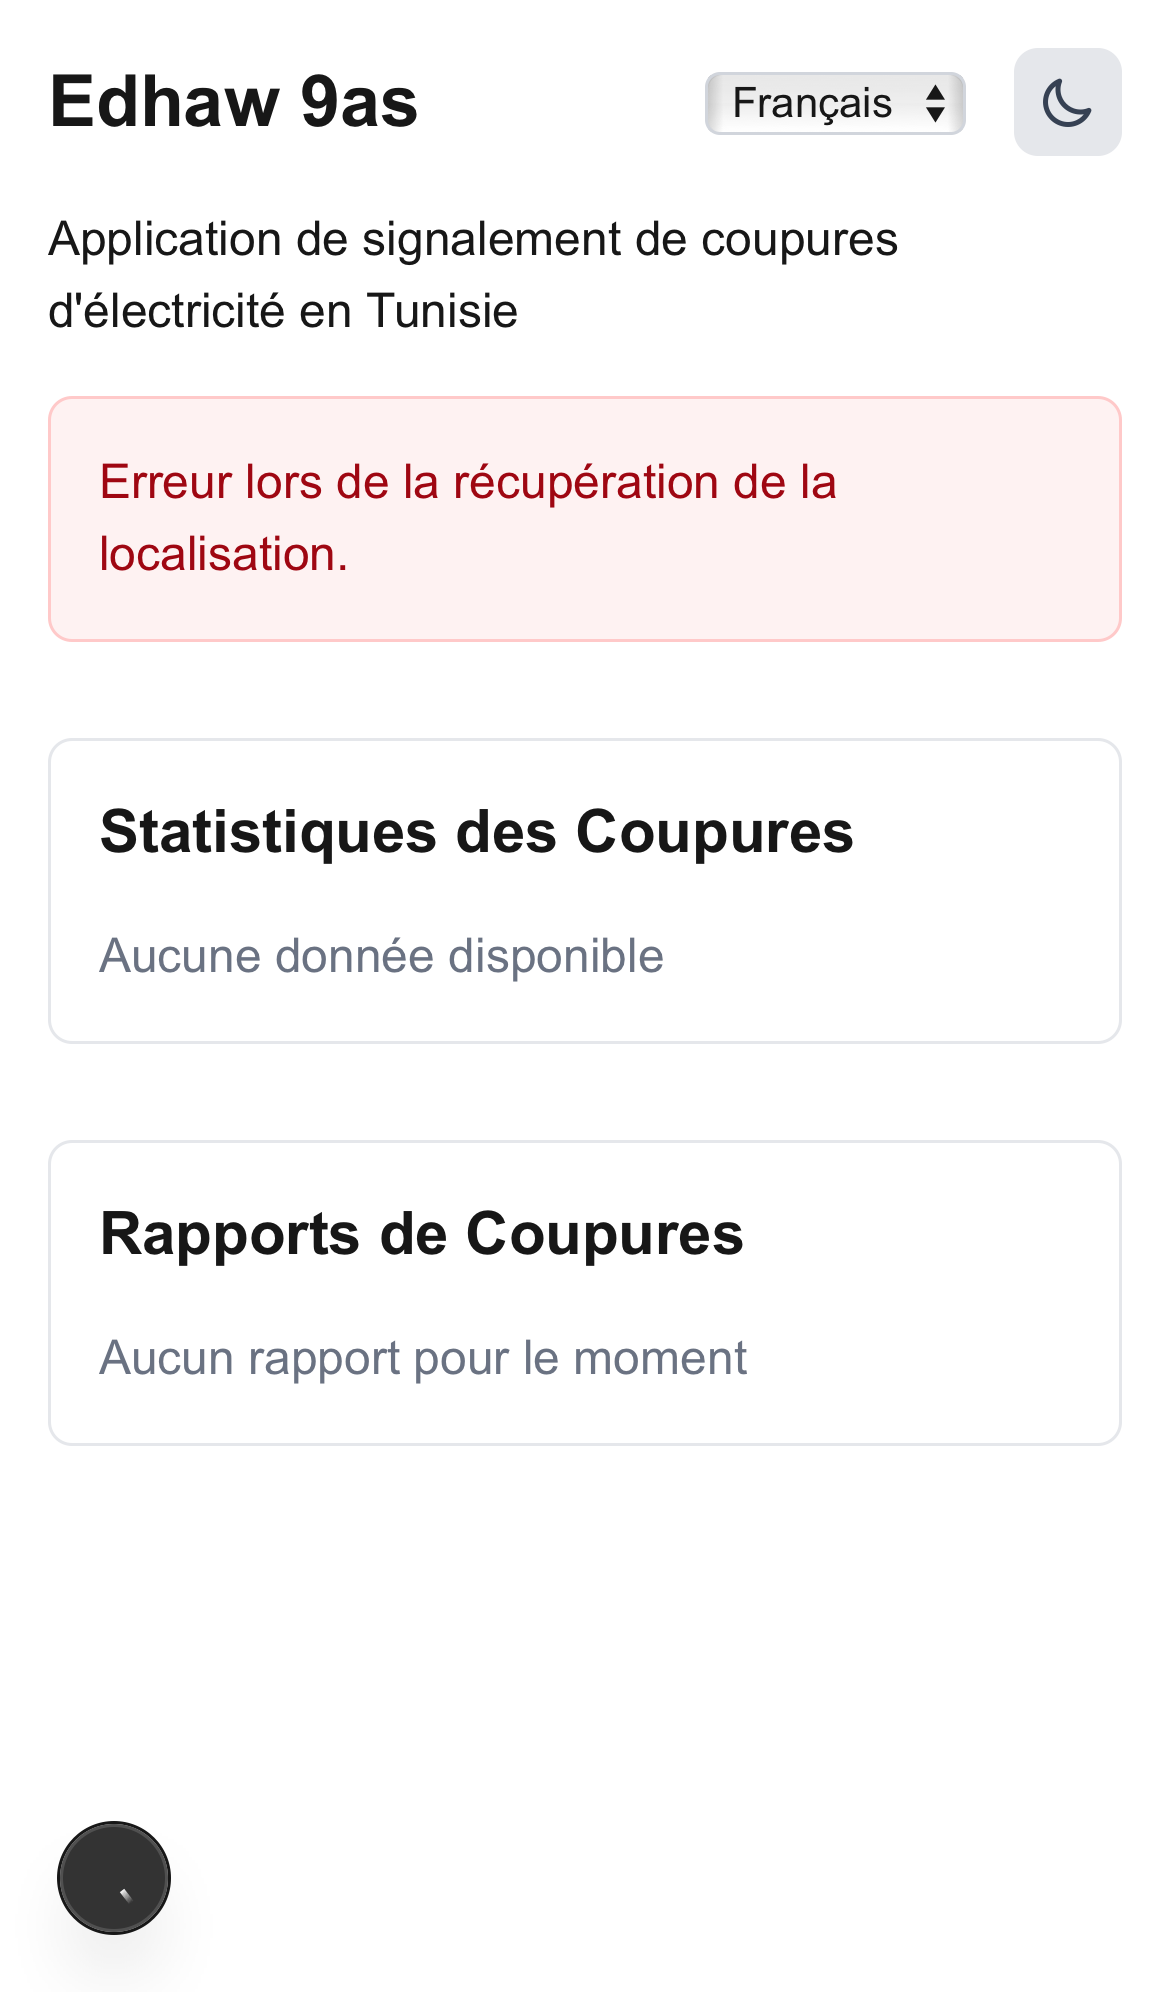 Edhaw 9as
Français
Application de signalement de coupures
d'électricité en Tunisie
Erreur lors de la récupération de la
localisation.
Statistiques des Coupures
Aucune donnée disponible
Rapports de Coupures
Aucun rapport pour le moment